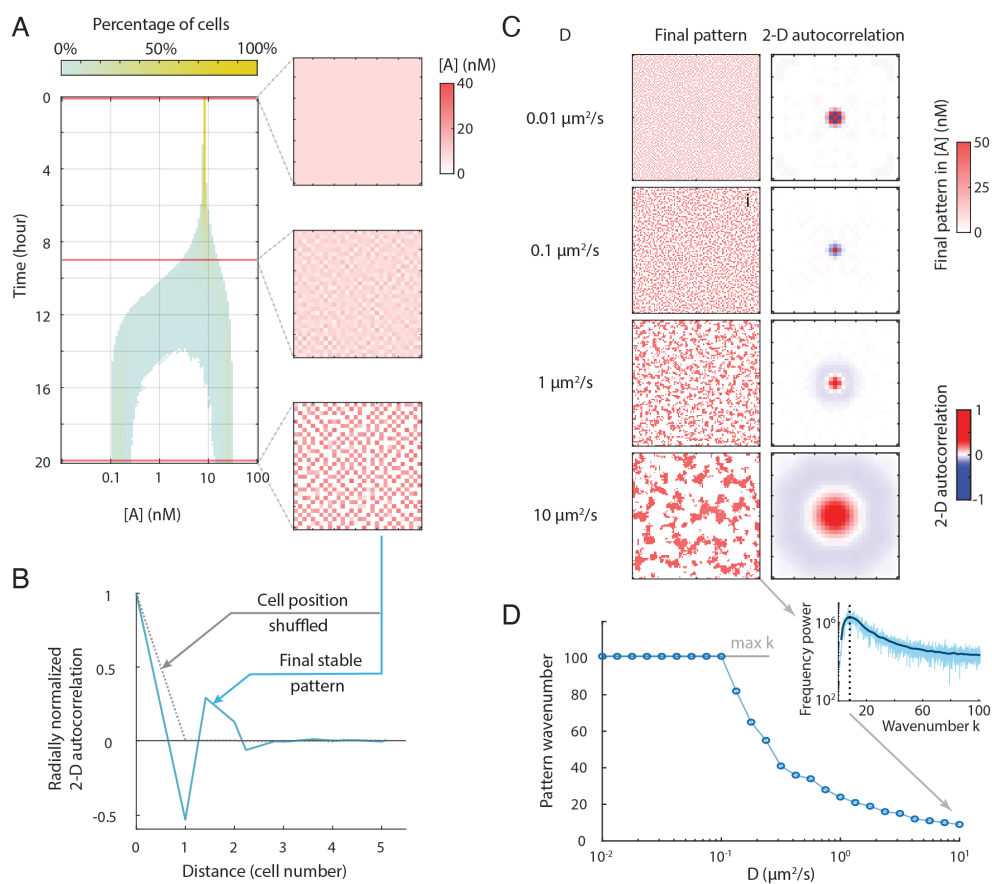 A
Percentage of cells
0% 50% 100%
[A] (nM)
40
20
0
0
4
8
12
16
20
Time (hour)
0.1 1 10 100
[A] (nM)
B
1
0.5
0
-0.5
Radially normalized
2-D autocorrelation
Cell position
shuffled
Final stable
pattern
0 1 2 3 4 5
Distance (cell number)
C
D Final pattern 2-D autocorrelation
0.01 μm²/s
0.1 μm²/s
i
1 μm²/s
10 μm²/s
Final pattern in [A] (nM)
50
25
0
2-D autocorrelation
1
0
-1
D
Pattern wavenumber
100
80
60
40
20
0
max k
10⁻² 10⁻¹ 10⁰ 10¹
D (μm²/s)
Frequency power
10⁶
10²
20 60 100
Wavenumber k